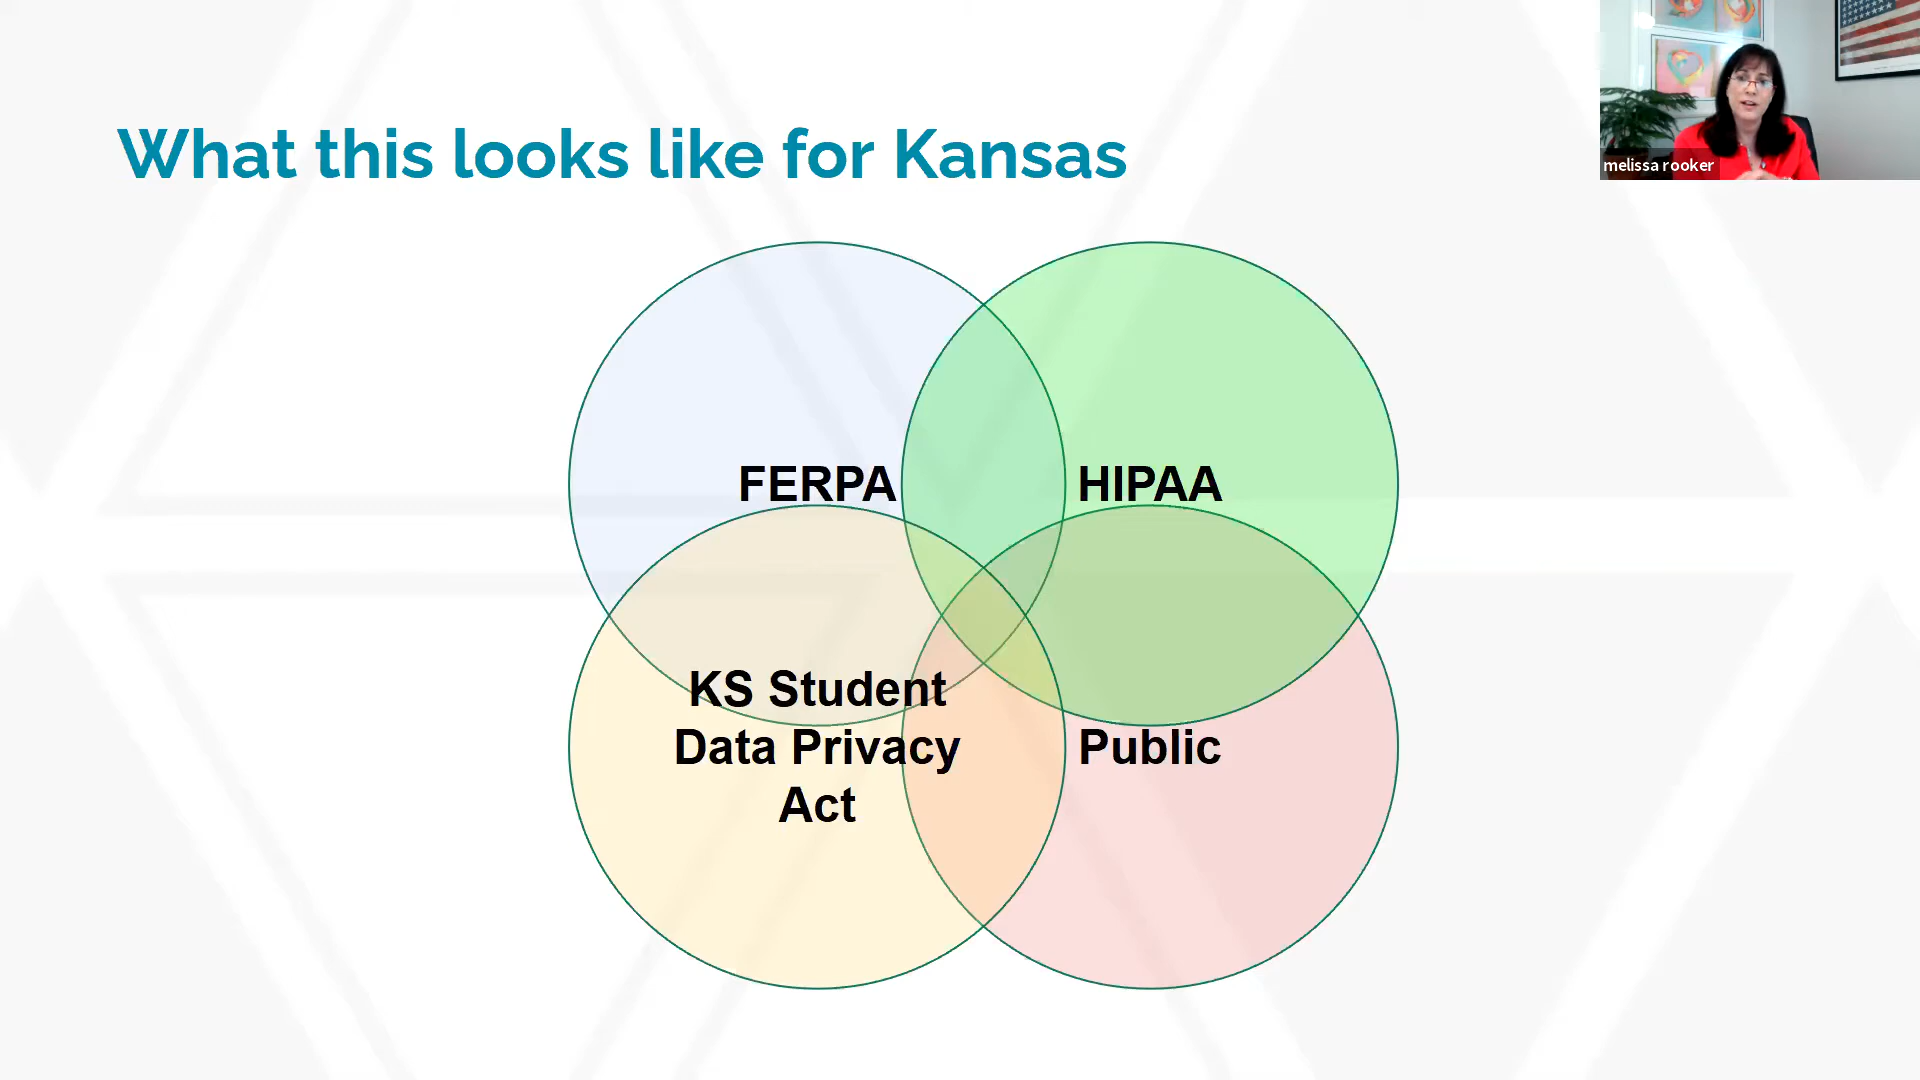 What this looks like for Kansas
melissa rooker
FERPA
HIPAA
KS Student
Data Privacy
Act
Public